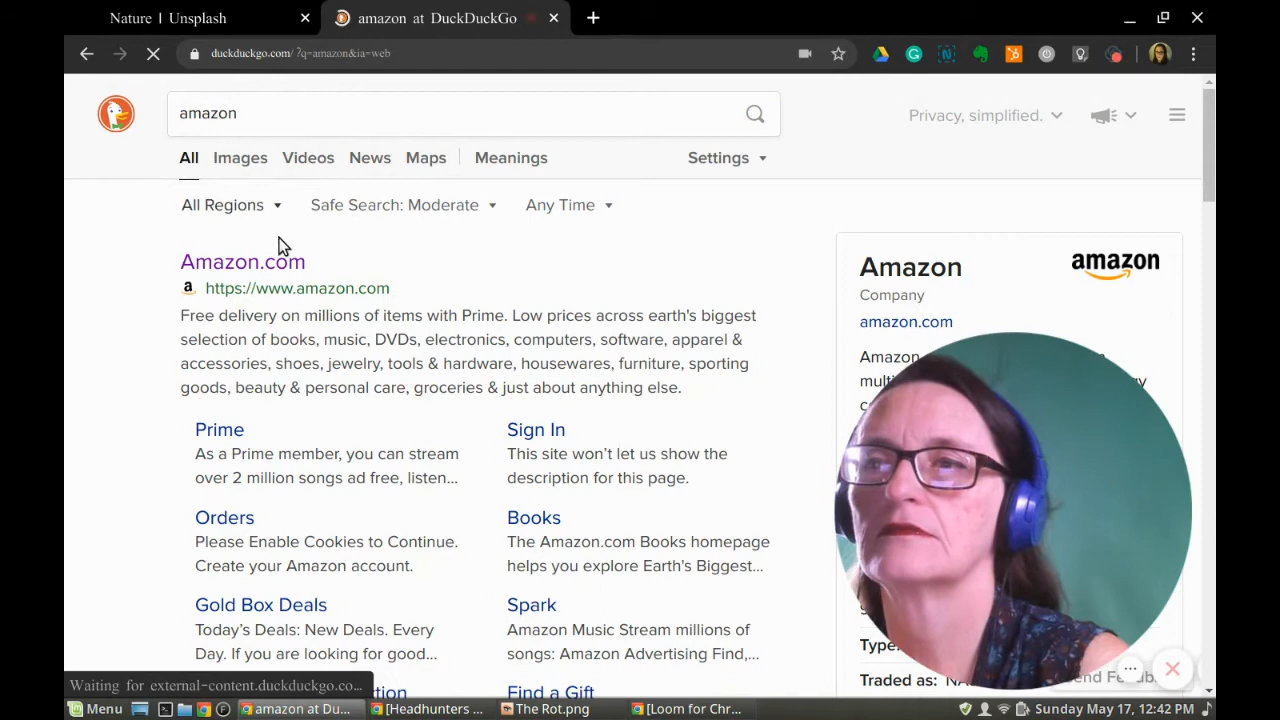 Nature | Unsplash
amazon at DuckDuckGo
duckduckgo.com/?q=amazon&ia=web
amazon
Privacy, simplified.
All Images Videos News Maps Meanings Settings
All Regions Safe Search: Moderate Any Time
Amazon.com
https://www.amazon.com
Free delivery on millions of items with Prime. Low prices across earth's biggest
selection of books, music, DVDs, electronics, computers, software, apparel &
accessories, shoes, jewelry, tools & hardware, housewares, furniture, sporting
goods, beauty & personal care, groceries & just about anything else.
Prime
As a Prime member, you can stream
over 2 million songs ad free, listen...
Sign In
This site won't let us show the
description for this page.
Orders
Please Enable Cookies to Continue.
Create your Amazon account.
Books
The Amazon.com Books homepage
helps you explore Earth's Biggest...
Gold Box Deals
Today's Deals: New Deals. Every
Day. If you are looking for good...
Spark
Amazon Music Stream millions of
songs: Amazon Advertising Find,...
Find a Gift
Amazon
amazon
Company
amazon.com
Amazon
Type:
Traded as:
Waiting for external-content.duckduckgo.co...
Menu
amazon at Du...
[Headhunters ...
The Rot.png
[Loom for Chr...
Sunday May 17, 12:42 PM